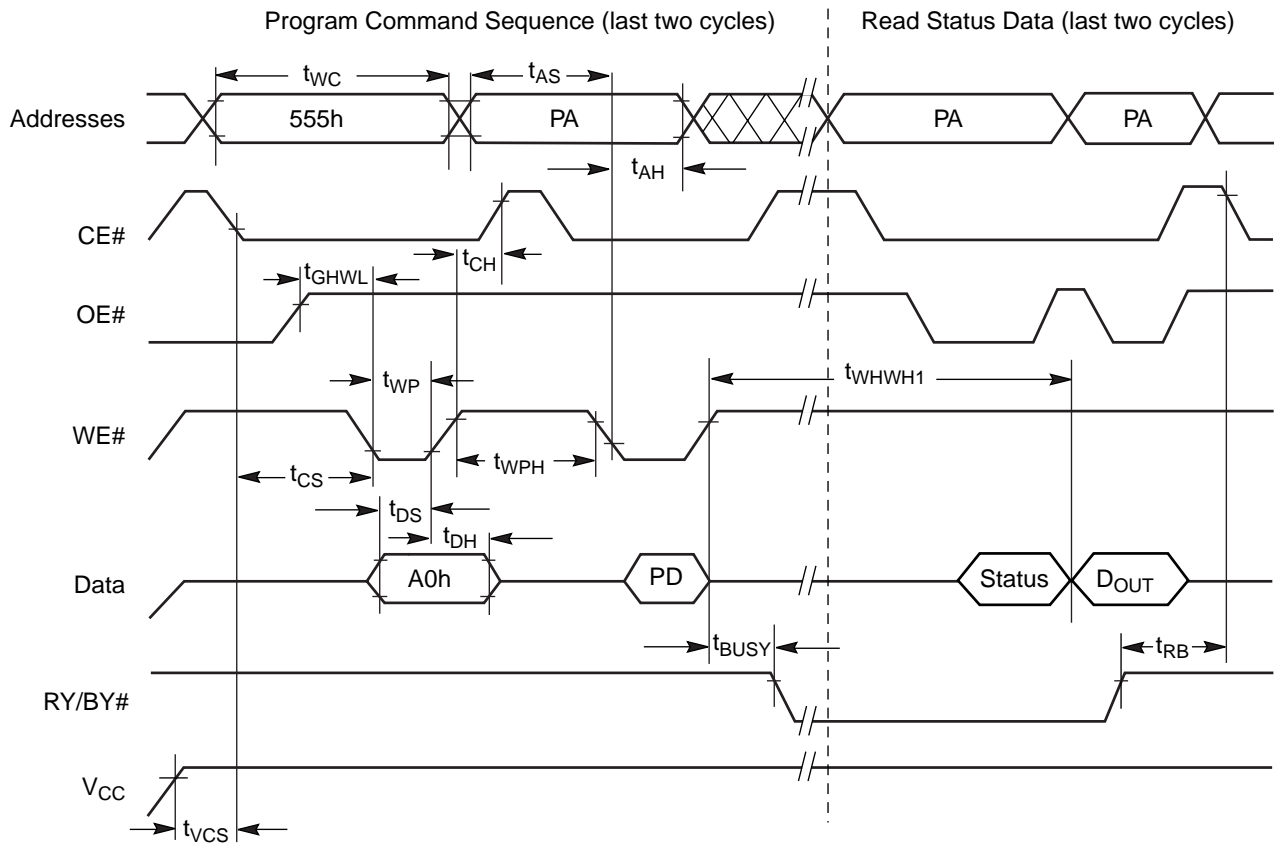 Program Command Sequence (last two cycles)
Read Status Data (last two cycles)
tWC
tAS
Addresses
555h
PA
PA
PA
tAH
CE#
tCH
tGHWL
OE#
tWP
tWHWH1
WE#
tCS
tWPH
tDS
tDH
Data
A0h
PD
Status
DOUT
tBUSY
tRB
RY/BY#
VCC
tVCS